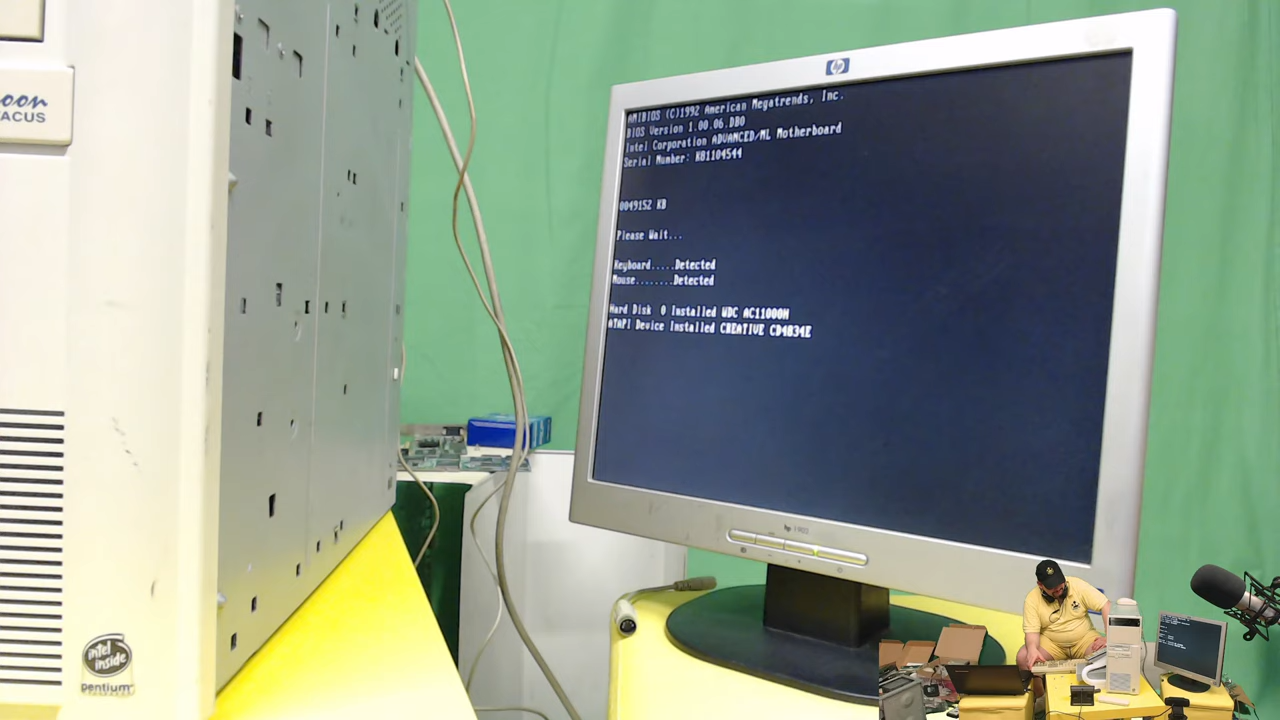 oon
ACUS
hp
AMIBIOS (C)1992 American Megatrends, Inc.
BIOS Version 1.00.06.DB0
Intel Corporation ADVANCED/ML Motherboard
Serial Number: KB1104544
0049152 KB
Please Wait...
Keyboard.....Detected
Mouse........Detected
Hard Disk 0 Installed WDC AC11000H
ATAPI Device Installed CREATIVE CD4834E
intel
inside
pentium